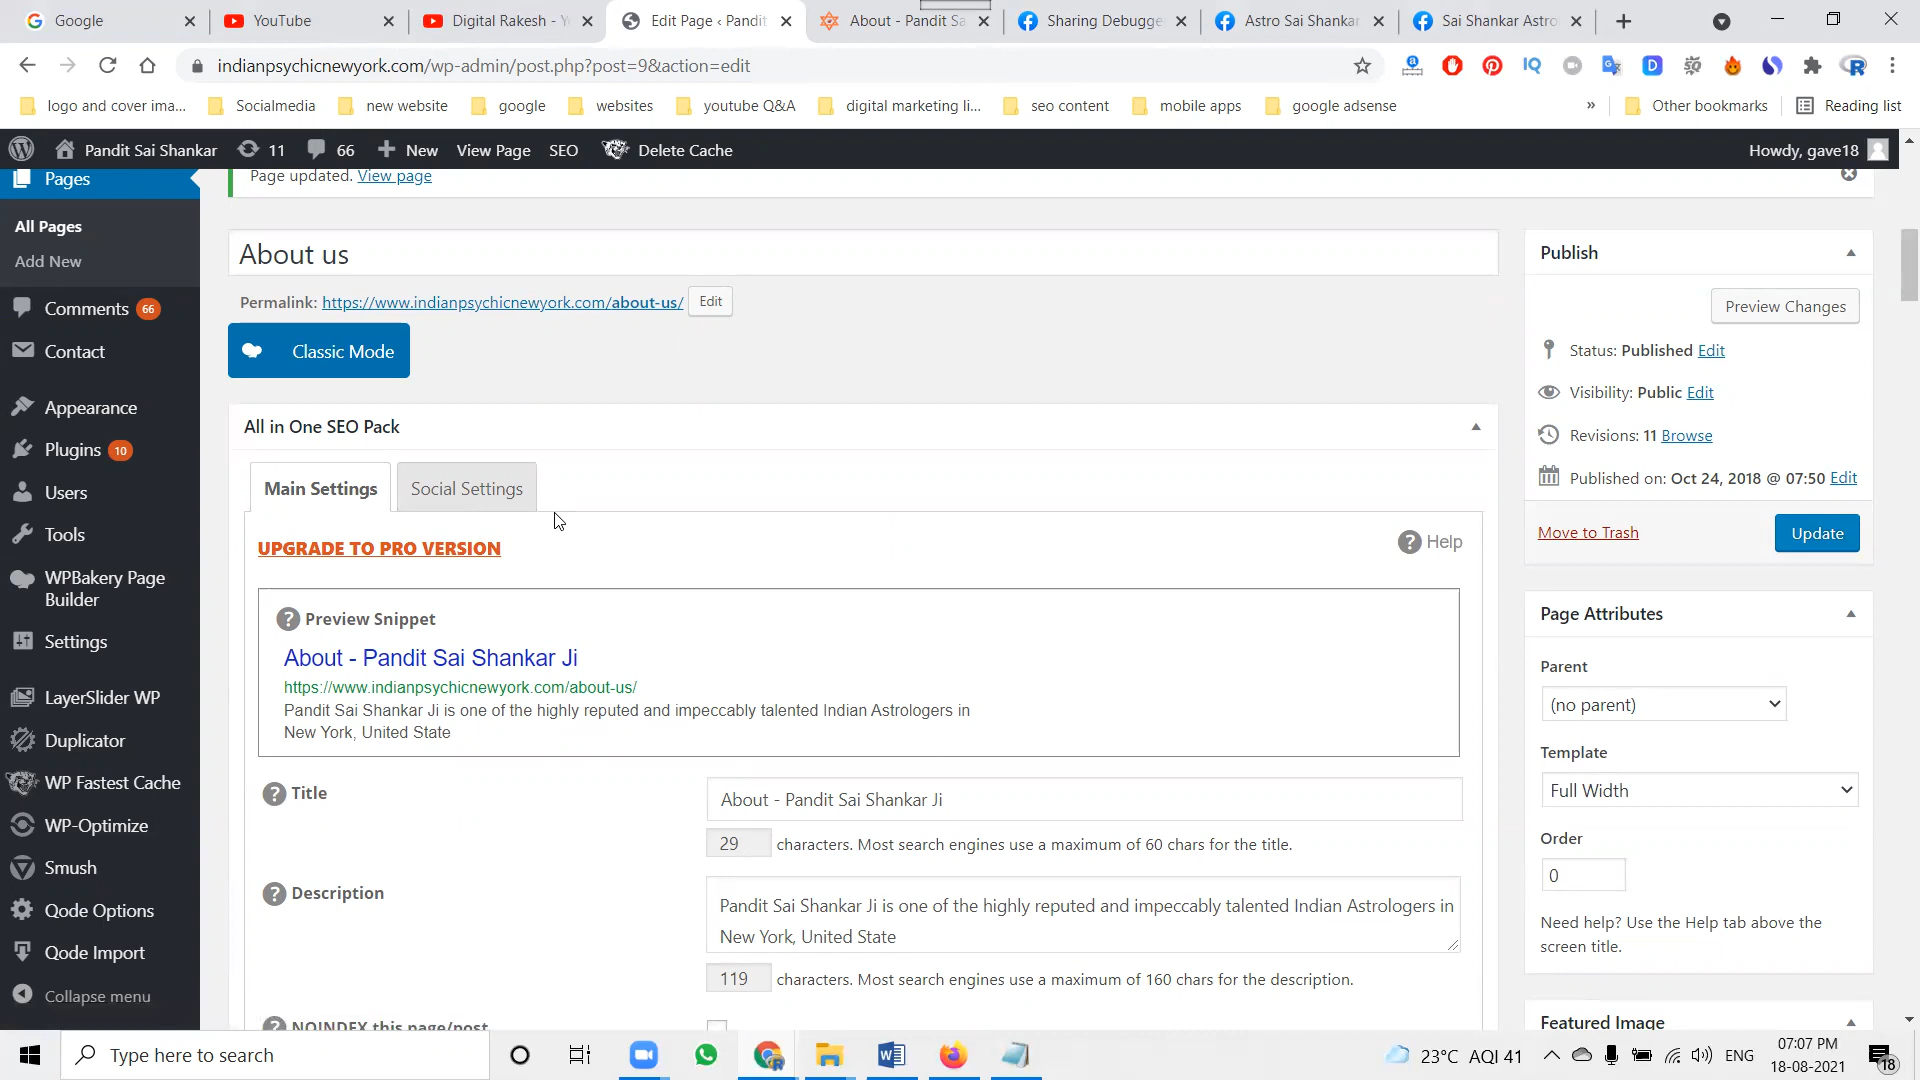 Google
YouTube
Digital Rakesh - Y
Edit Page ‹ Pandit
About - Pandit Sa
Sharing Debugge
Astro Sai Shankar
Sai Shankar Astro
indianpsychicnewyork.com/wp-admin/post.php?post=9&action=edit
logo and cover ima...
Socialmedia
new website
google
websites
youtube Q&A
digital marketing li...
seo content
mobile apps
google adsense
»
Other bookmarks
Reading list
Pandit Sai Shankar
11
66
New
View Page
SEO
Delete Cache
Howdy, gave18
Pages
All Pages
Add New
Comments 66
Contact
Appearance
Plugins 10
Users
Tools
WPBakery Page
Builder
Settings
LayerSlider WP
Duplicator
WP Fastest Cache
WP-Optimize
Smush
Qode Options
Qode Import
Collapse menu
Page updated. View page
About us
Permalink: https://www.indianpsychicnewyork.com/about-us/ Edit
Classic Mode
All in One SEO Pack
Main Settings
Social Settings
UPGRADE TO PRO VERSION
Help
Preview Snippet
About - Pandit Sai Shankar Ji
https://www.indianpsychicnewyork.com/about-us/
Pandit Sai Shankar Ji is one of the highly reputed and impeccably talented Indian Astrologers in
New York, United State
Title
About - Pandit Sai Shankar Ji
29 characters. Most search engines use a maximum of 60 chars for the title.
Description
Pandit Sai Shankar Ji is one of the highly reputed and impeccably talented Indian Astrologers in
New York, United State
119 characters. Most search engines use a maximum of 160 chars for the description.
NOINDEX this page/post
Publish
Preview Changes
Status: Published Edit
Visibility: Public Edit
Revisions: 11 Browse
Published on: Oct 24, 2018 @ 07:50 Edit
Move to Trash
Update
Page Attributes
Parent
(no parent)
Template
Full Width
Order
0
Need help? Use the Help tab above the
screen title.
Featured Image
Type here to search
23°C AQI 41
ENG
07:07 PM
18-08-2021
18